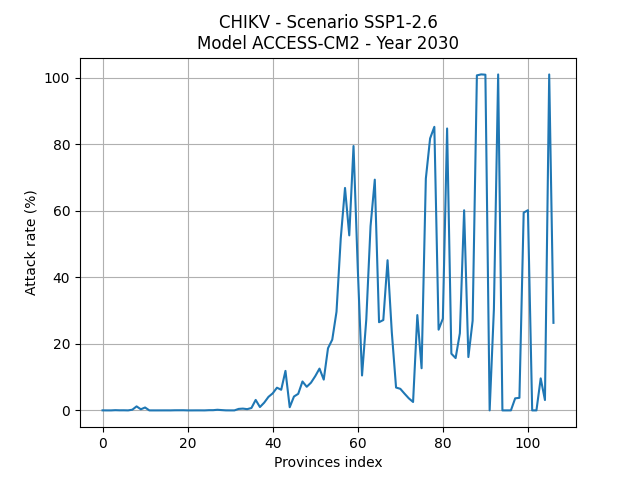 CHIKV - Scenario SSP1-2.6
Model ACCESS-CM2 - Year 2030
Attack rate (%)
100
80
60
40
20
0
0 20 40 60 80 100
Provinces index